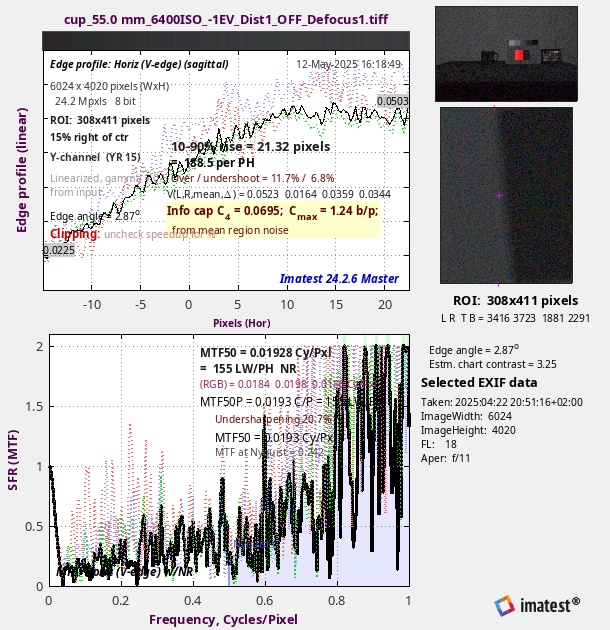 cup_55.0 mm_6400ISO_-1EV_Dist1_OFF_Defocus1.tiff
Edge profile: Horiz (V-edge) (sagittal)
12-May-2025 16:18:49
6024 x 4020 pixels (WxH)
24.2 Mpxls 8 bit
0.0503
ROI: 308x411 pixels
15% right of ctr
10-90% rise = 21.32 pixels
Y-channel (YR 15)
= 188.5 per PH
Linearized, gamma
Over / undershoot = 11.7% / 6.8%
from input
V(L,R,mean,Δ) = 0.0523 0.0164 0.0359 0.0344
Edge angle = 2.87°
Info cap C4 = 0.0695; Cmax = 1.24 b/p;
from mean region noise
Clipping: uncheck speedup for %
0.0225
Imatest 24.2.6 Master
Edge profile (linear)
-10 -5 0 5 10 15 20
Pixels (Hor)
MTF50 = 0.01928 Cy/Pxl
= 155 LW/PH NR
(RGB) = 0.0184 0.0198
MTF50P = 0.0193 C/P =
Undersharpening 20.7%
MTF50 = 0.0193 Cy/Pxl
MTF at Nyquist = 0.242
(V-edge) w/NR
SFR (MTF)
2
1.5
1
0.5
0
0 0.2 0.4 0.6 0.8 1
Frequency, Cycles/Pixel
ROI: 308x411 pixels
L R T B = 3416 3723 1881 2291
Edge angle = 2.87°
Estm. chart contrast = 3.25
Selected EXIF data
Taken: 2025:04:22 20:51:16+02:00
ImageWidth: 6024
ImageHeight: 4020
FL: 18
Aper: f/11
imatest®